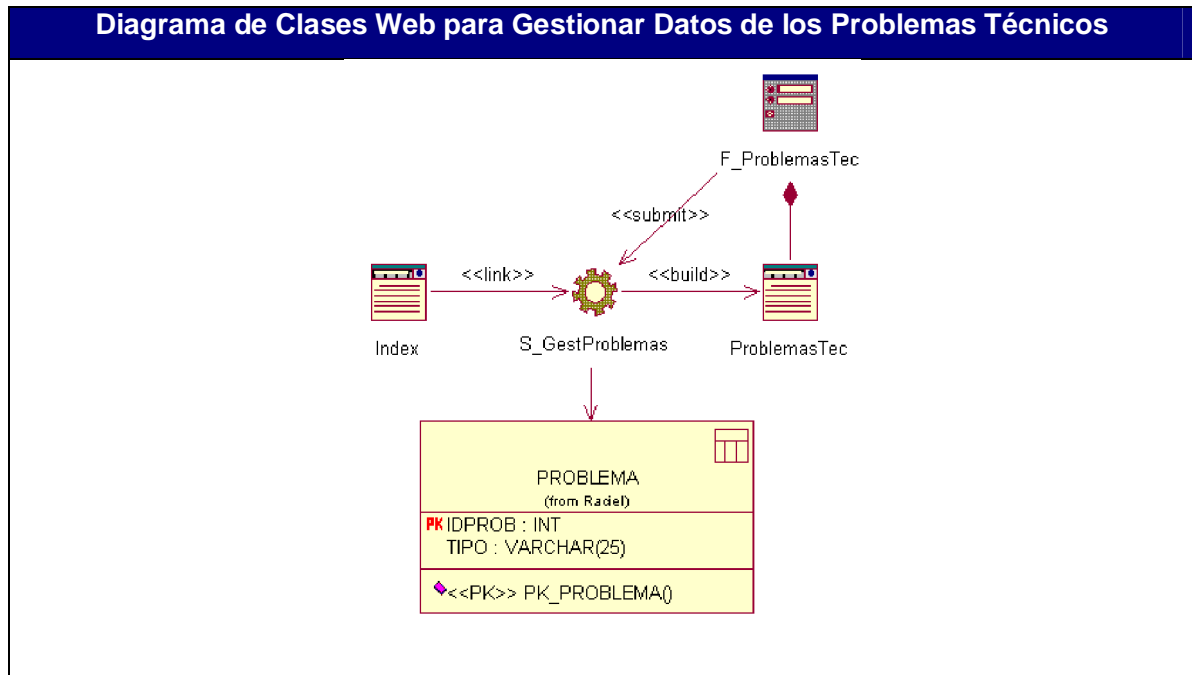 Diagrama de Clases Web para Gestionar Datos de los Problemas Técnicos
F_ProblemasTec
<<submit>>
<<link>>
<<build>>
Index
S_GestProblemas
ProblemasTec
PROBLEMA
(from Raciel)
PK IDPROB : INT
TIPO : VARCHAR(25)
<<PK>> PK_PROBLEMA()